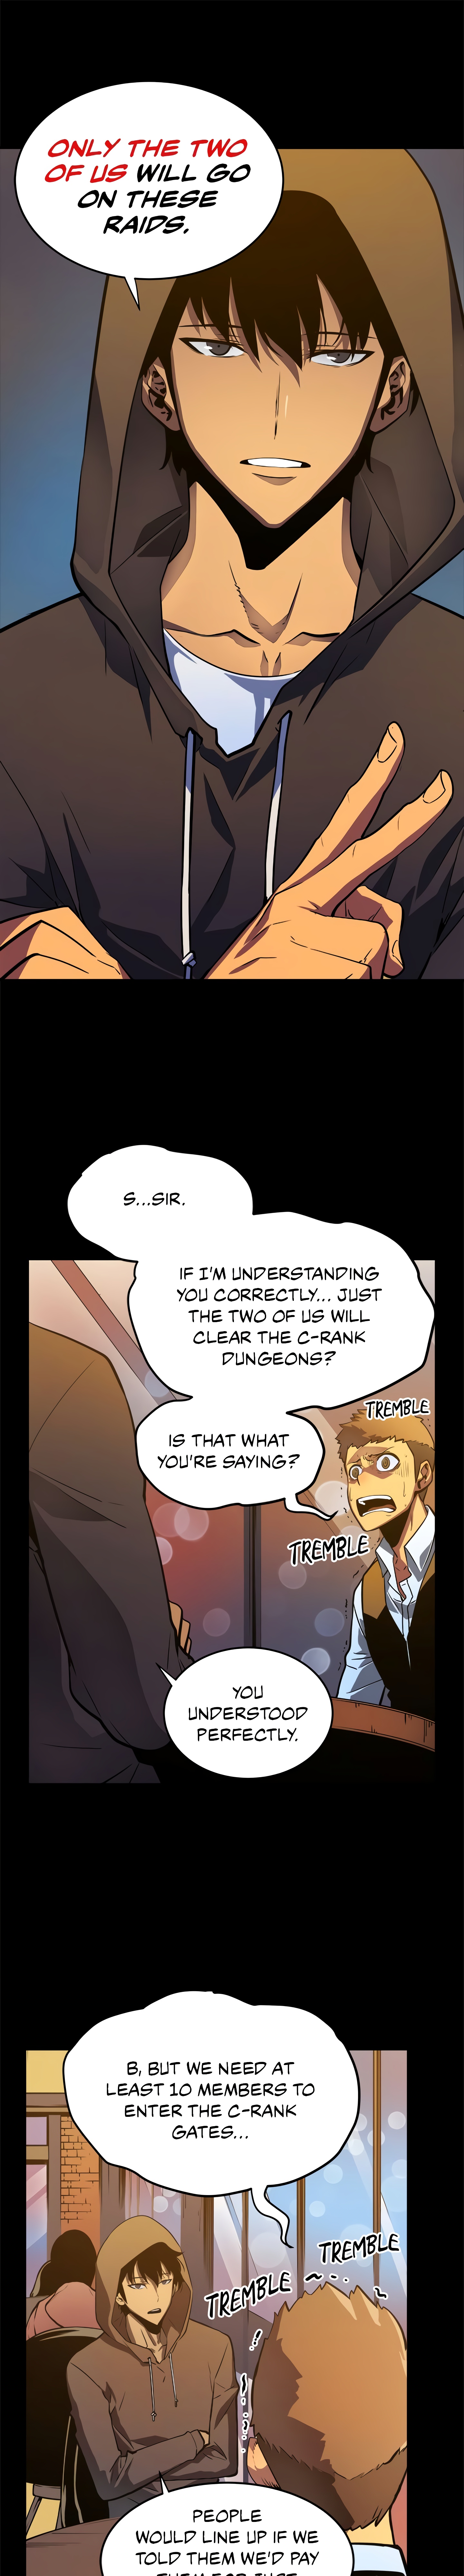 ONLY THE TWO
OF US WILL GO
ON THESE
RAIDS.
S...SIR.
IF I'M UNDERSTANDING
YOU CORRECTLY... JUST
THE TWO OF US WILL
CLEAR THE C-RANK
DUNGEONS?
TREMBLE
IS THAT WHAT
YOU'RE SAYING?
TREMBLE
YOU
UNDERSTOOD
PERFECTLY.
B, BUT WE NEED AT
LEAST 10 MEMBERS TO
ENTER THE C-RANK
GATES...
TREMBLE
TREMBLE
PEOPLE
WOULD LINE UP IF WE
TOLD THEM WE'D PAY
THEM FOR JUST